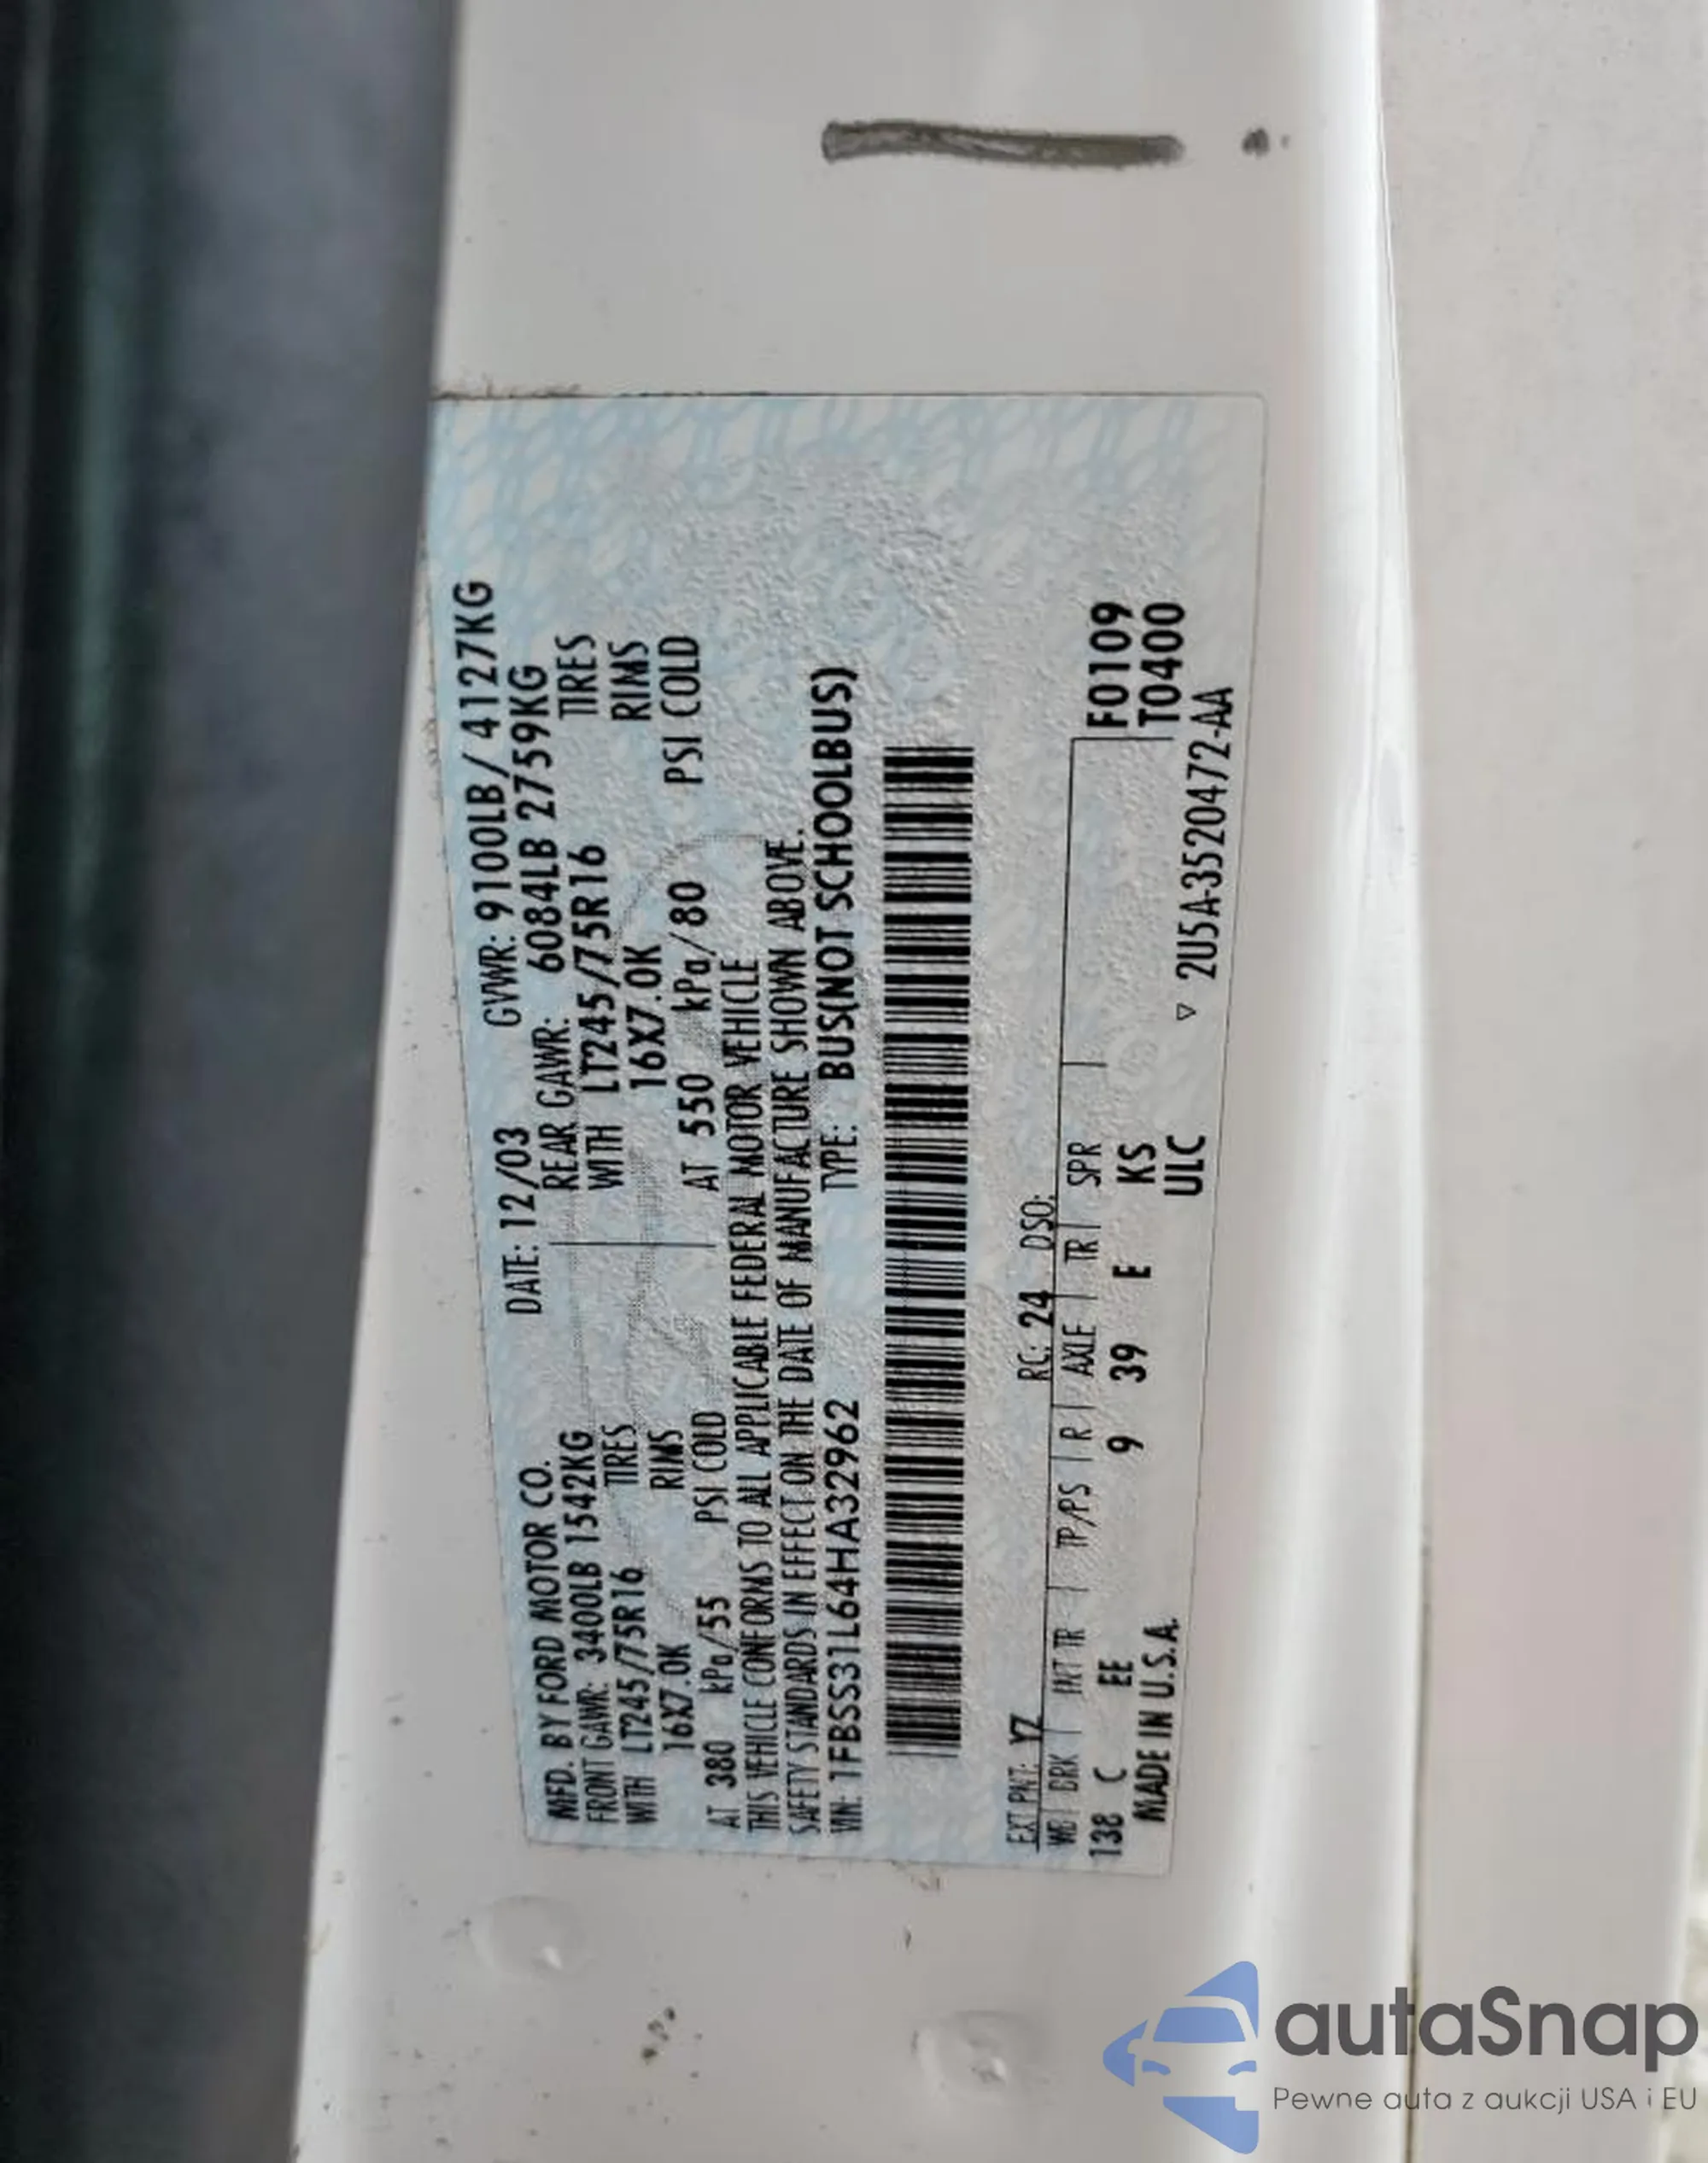 MFD. BY FORD MOTOR CO.
DATE: 12/03 GVWR: 9100LB/ 4127KG
FRONT GAWR: 3400LB 1542KG
REAR GAWR: 6084LB 2759KG
WITH LT245/75R16 TIRES
WITH LT245/75R16 TIRES
16X7.0K RIMS
16X7.0K RIMS
AT 380 kPa/55 PSI COLD
AT 550 kPa/80 PSI COLD
THIS VEHICLE CONFORMS TO ALL APPLICABLE FEDERAL MOTOR VEHICLE
SAFETY STANDARDS IN EFFECT ON THE DATE OF MANUFACTURE SHOWN ABOVE.
VIN: 1FBSS31L64HA32962 TYPE: BUS(NOT SCHOOLBUS)
EXT PNT: YZ RC: 24 DSO:
WB BRK INT TR TP/PS R AXLE TR SPR
F0109
138 C EE 9 39 E KS
T0400
MADE IN U.S.A. ULC
▽ 2U5A-3520472-AA
autaSnap
Pewne auta z aukcji USA i EU